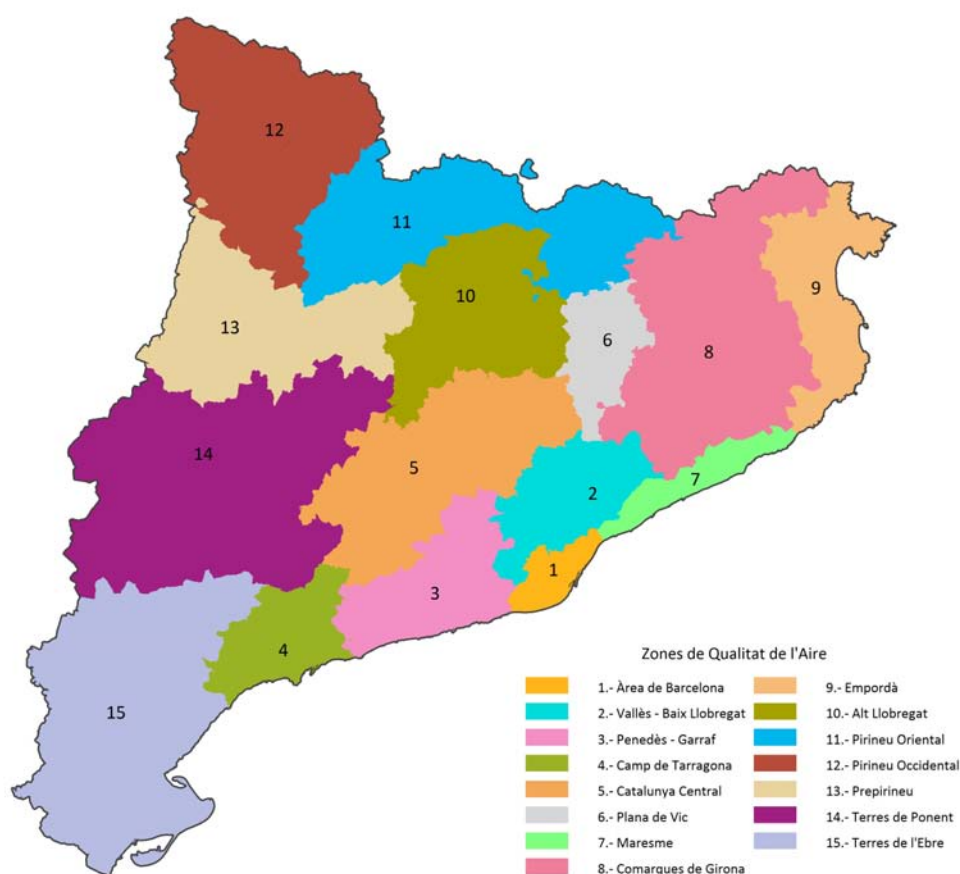 12
11
10
13
9
6
8
14
5
7
2
1
3
4
15
Zones de Qualitat de l'Aire
1.- Àrea de Barcelona
2.- Vallès - Baix Llobregat
3.- Penedès - Garraf
4.- Camp de Tarragona
5.- Catalunya Central
6.- Plana de Vic
7.- Maresme
8.- Comarques de Girona
9.- Empordà
10.- Alt Llobregat
11.- Pirineu Oriental
12.- Pirineu Occidental
13.- Prepirineu
14.- Terres de Ponent
15.- Terres de l'Ebre